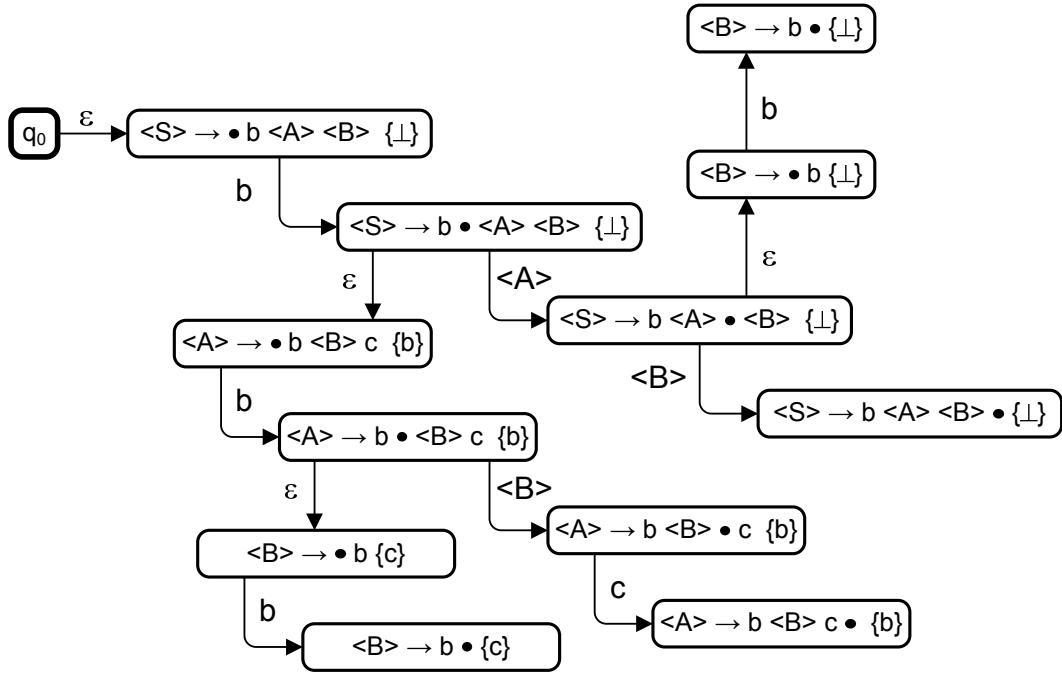 <B> → b • {⊥}
b
q0
ε
<S> → • b <A> <B> {⊥}
<B> → • b {⊥}
b
<S> → b • <A> <B> {⊥}
ε
ε
<A>
<S> → b <A> • <B> {⊥}
<A> → • b <B> c {b}
<B>
b
<S> → b <A> <B> • {⊥}
<A> → b • <B> c {b}
ε
<B>
<A> → b <B> • c {b}
<B> → • b {c}
c
b
<A> → b <B> c • {b}
<B> → b • {c}